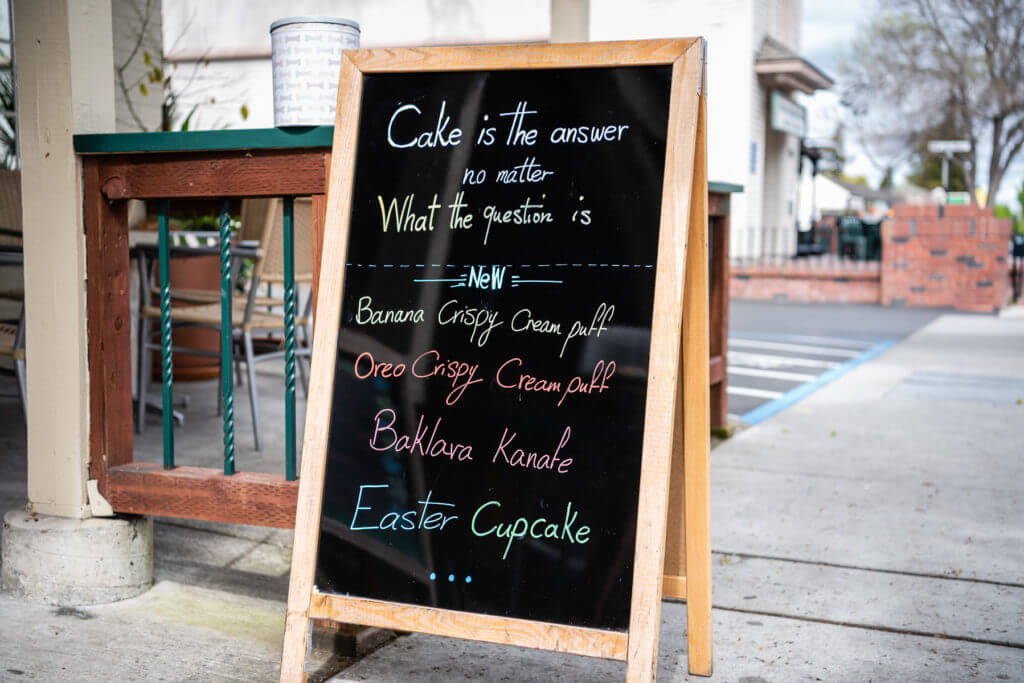 Cake is the answer
no matter
What the question is
NeW
Banana Crispy Cream puff
Oreo Crispy Cream puff
Baklava Kanafe
Easter Cupcake
...